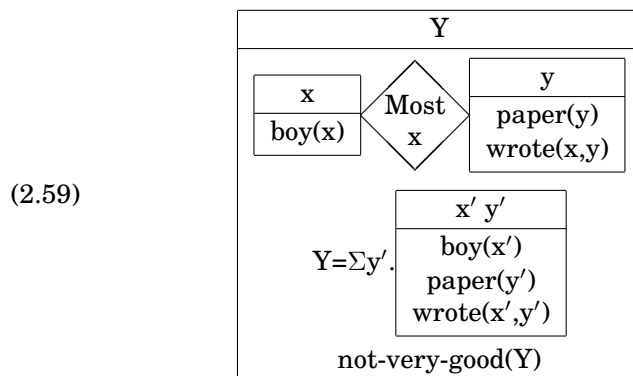 Y
x
boy(x)
Most
x
y
paper(y)
wrote(x,y)
(2.59)
x′ y′
Y=Σy′.
boy(x′)
paper(y′)
wrote(x′,y′)
not-very-good(Y)